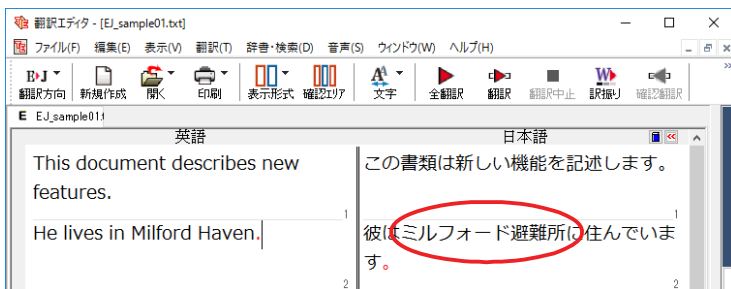 翻訳エディタ - [EJ_sample01.txt]
ファイル(F) 編集(E) 表示(V) 翻訳(T) 辞書・検索(D) 音声(S) ウィンドウ(W) ヘルプ(H)
E›J
翻訳方向 新規作成 開く 印刷 表示形式 確認エリア 文字 全翻訳 翻訳 翻訳中止 訳振り 確認翻訳
E EJ_sample01.
英語 日本語
This document describes new
features.
1
この書類は新しい機能を記述します。
1
He lives in Milford Haven.
2
彼はミルフォード避難所に住んでいま
す。
2